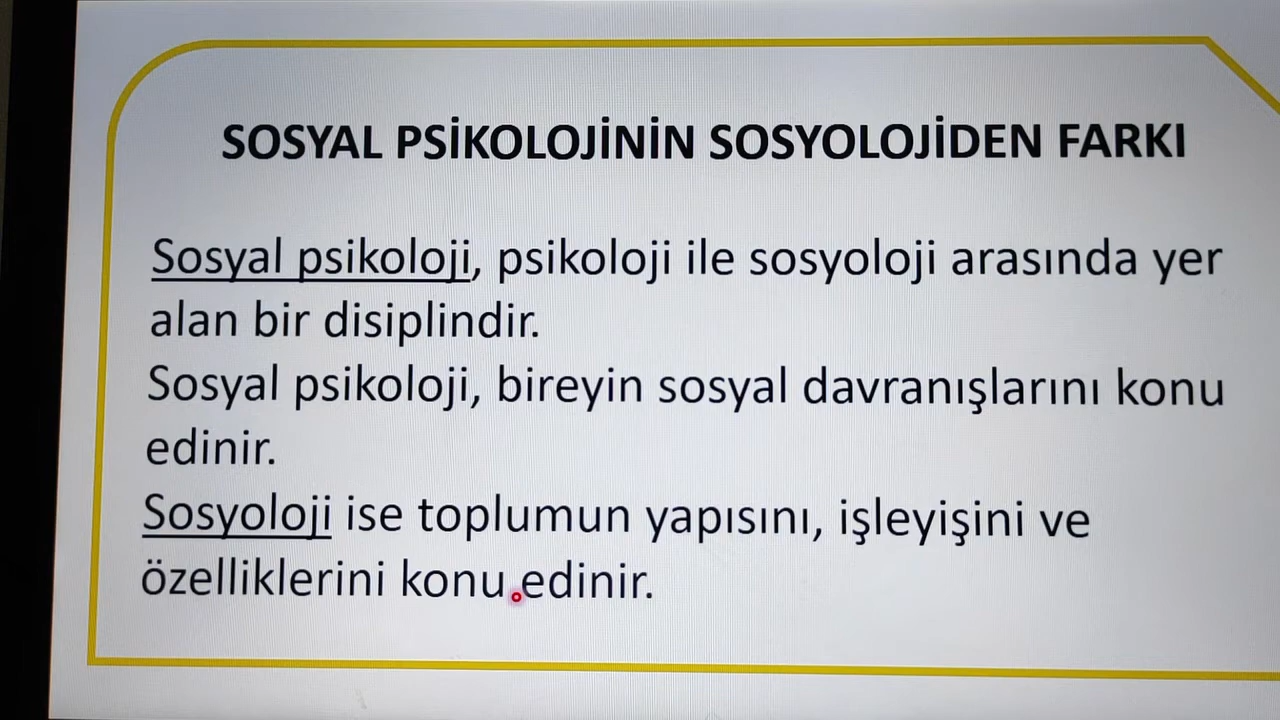 SOSYAL PSİKOLOJİNİN SOSYOLOJİDEN FARKI
Sosyal psikoloji, psikoloji ile sosyoloji arasında yer
alan bir disiplindir.
Sosyal psikoloji, bireyin sosyal davranışlarını konu
edinir.
Sosyoloji ise toplumun yapısını, işleyişini ve
özelliklerini konu edinir.